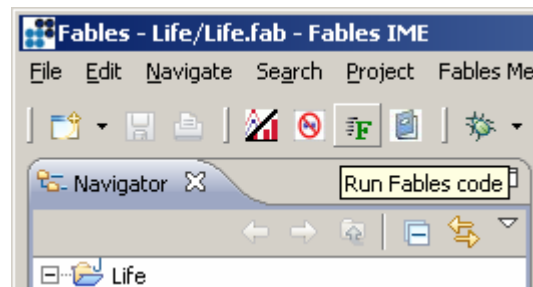 Fables - Life/Life.fab - Fables IME
File Edit Navigate Search Project Fables Me
F
Navigator
Run Fables code
Life